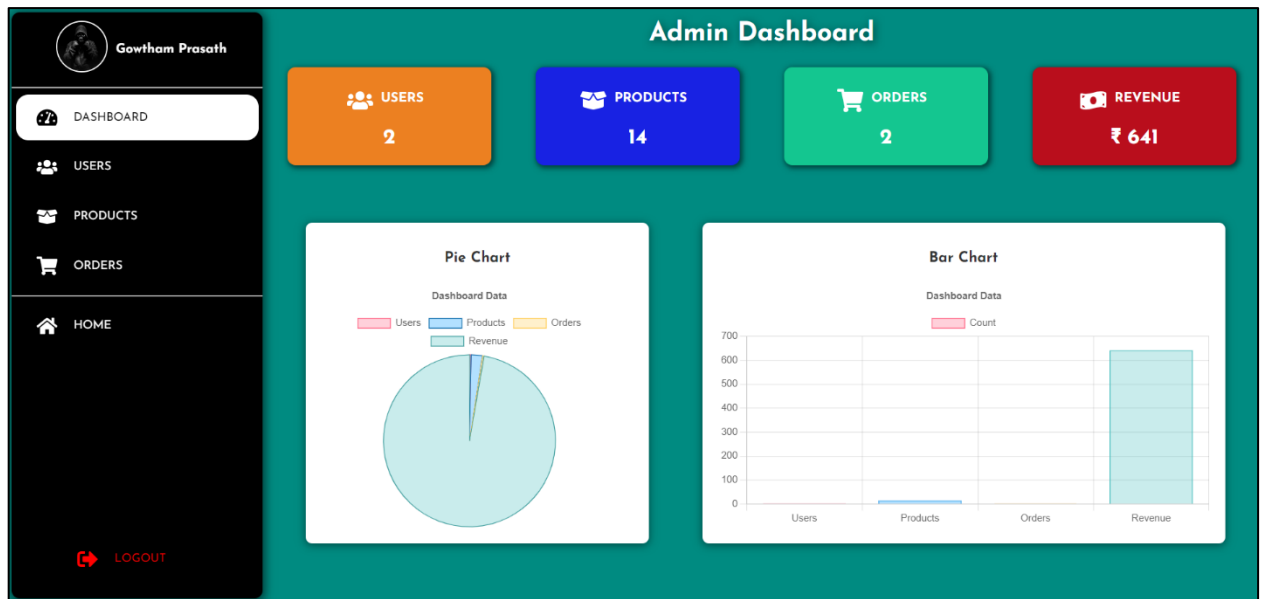 Gowtham Prasath
DASHBOARD
USERS
PRODUCTS
ORDERS
HOME
LOGOUT
Admin Dashboard
USERS
2
PRODUCTS
14
ORDERS
2
REVENUE
₹ 641
Pie Chart
Dashboard Data
Users Products Orders
Revenue
Bar Chart
Dashboard Data
Count
700
600
500
400
300
200
100
0
Users Products Orders Revenue